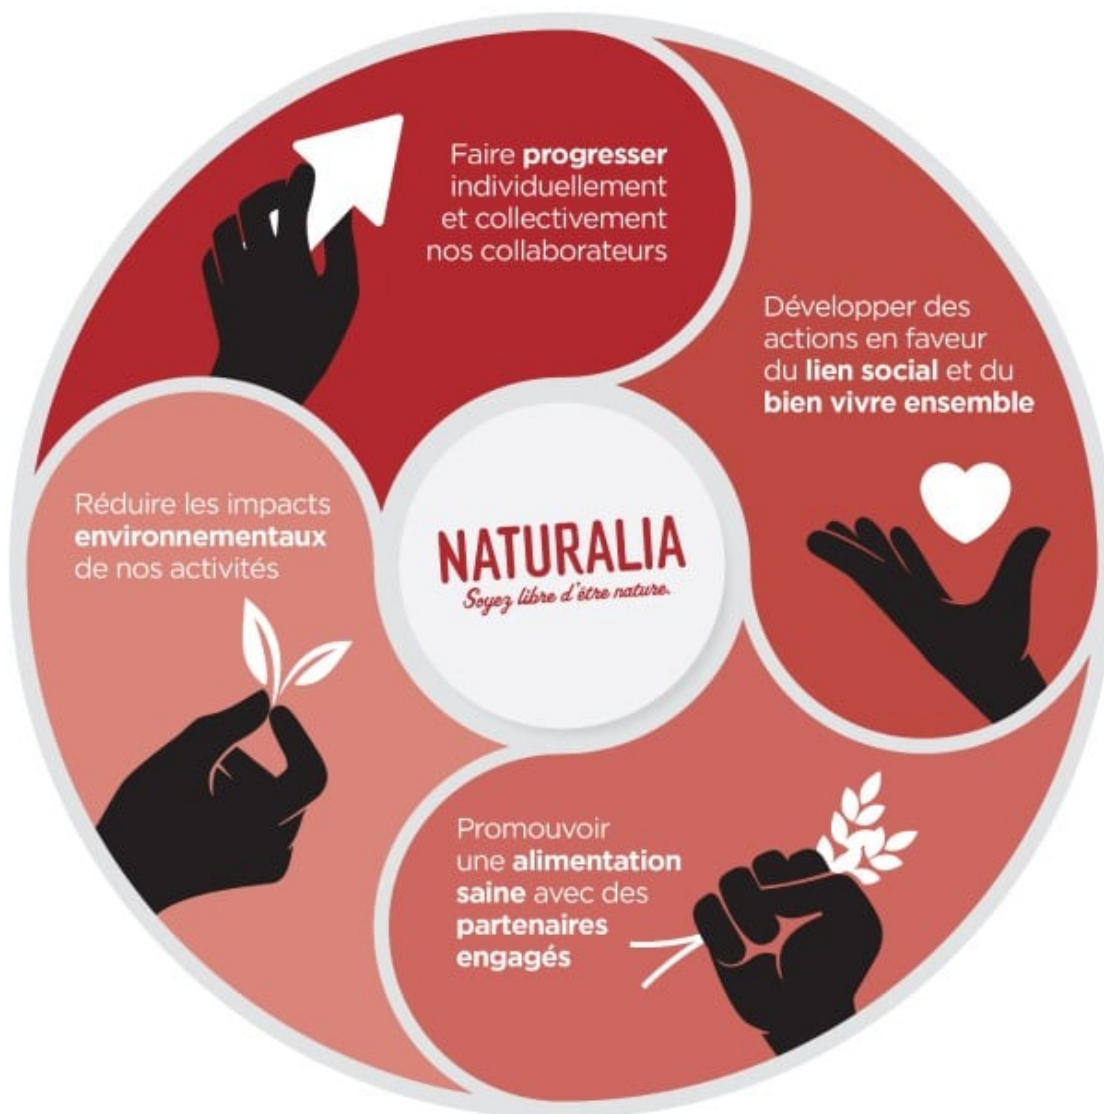 Faire progresser
individuellement
et collectivement
nos collaborateurs
Développer des
actions en faveur
du lien social et du
bien vivre ensemble
Réduire les impacts
environnementaux
de nos activités
NATURALIA
Soyez libre d'être nature.
Promouvoir
une alimentation
saine avec des
partenaires
engagés